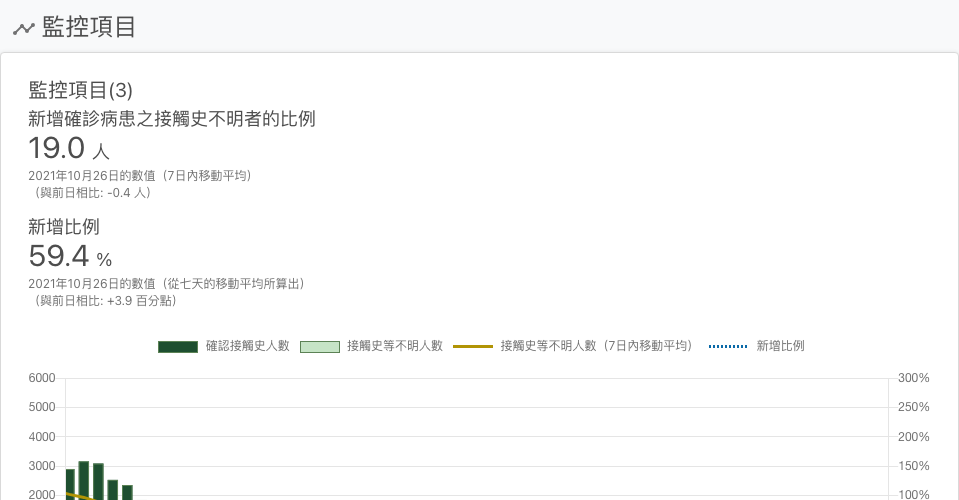 監控項目
監控項目(3)
新增確診病患之接觸史不明者的比例
19.0 人
2021年10月26日的數值（7日內移動平均）
（與前日相比: -0.4 人）
新增比例
59.4 %
2021年10月26日的數值（從七天的移動平均所算出）
（與前日相比: +3.9 百分點）
確認接觸史人數 接觸史等不明人數 接觸史等不明人數（7日內移動平均） 新增比例
6000 300%
5000 250%
4000 200%
3000 150%
2000 100%